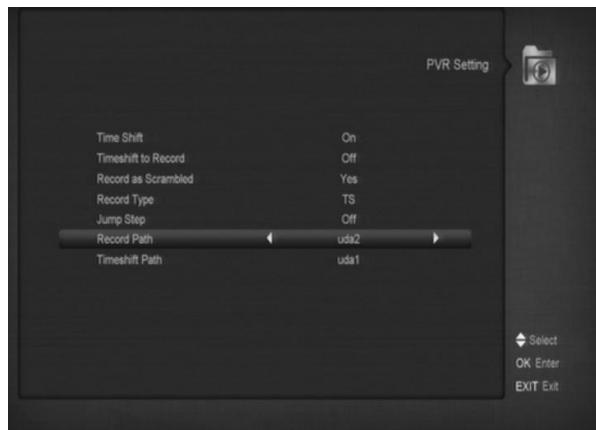 PVR Setting
Time Shift On
Timeshift to Record Off
Record as Scrambled Yes
Record Type TS
Jump Step Off
Record Path uda2
Timeshift Path uda1
Select
OK Enter
EXIT Exit